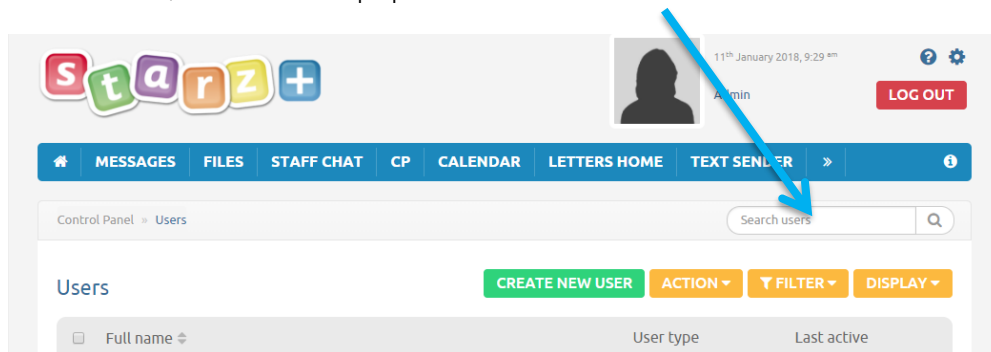 starz+
11th January 2018, 9:29 am
Admin
LOG OUT
MESSAGES FILES STAFF CHAT CP CALENDAR LETTERS HOME TEXT SENDER »
Control Panel » Users
Search users
Users
CREATE NEW USER ACTION FILTER DISPLAY
Full name User type Last active